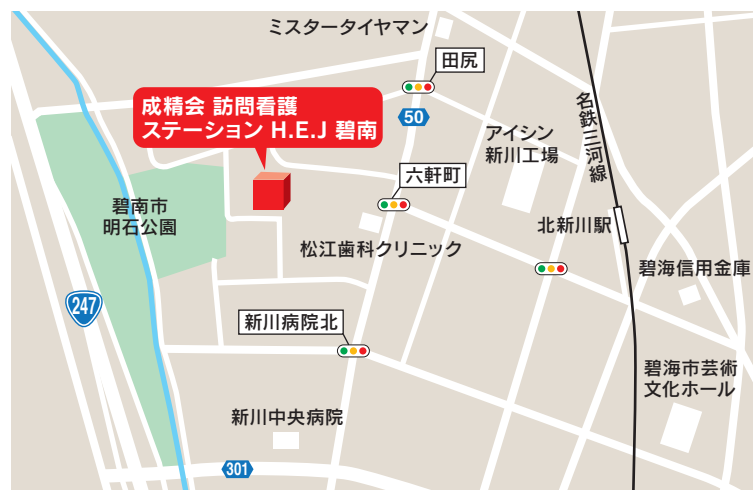 ミスタータイヤマン
田尻
50
成精会 訪問看護
ステーション H.E.J 碧南
アイシン
新川工場
名鉄三河線
六軒町
碧南市
明石公園
北新川駅
松江歯科クリニック
碧海信用金庫
247
新川病院北
碧海市芸術
文化ホール
新川中央病院
301